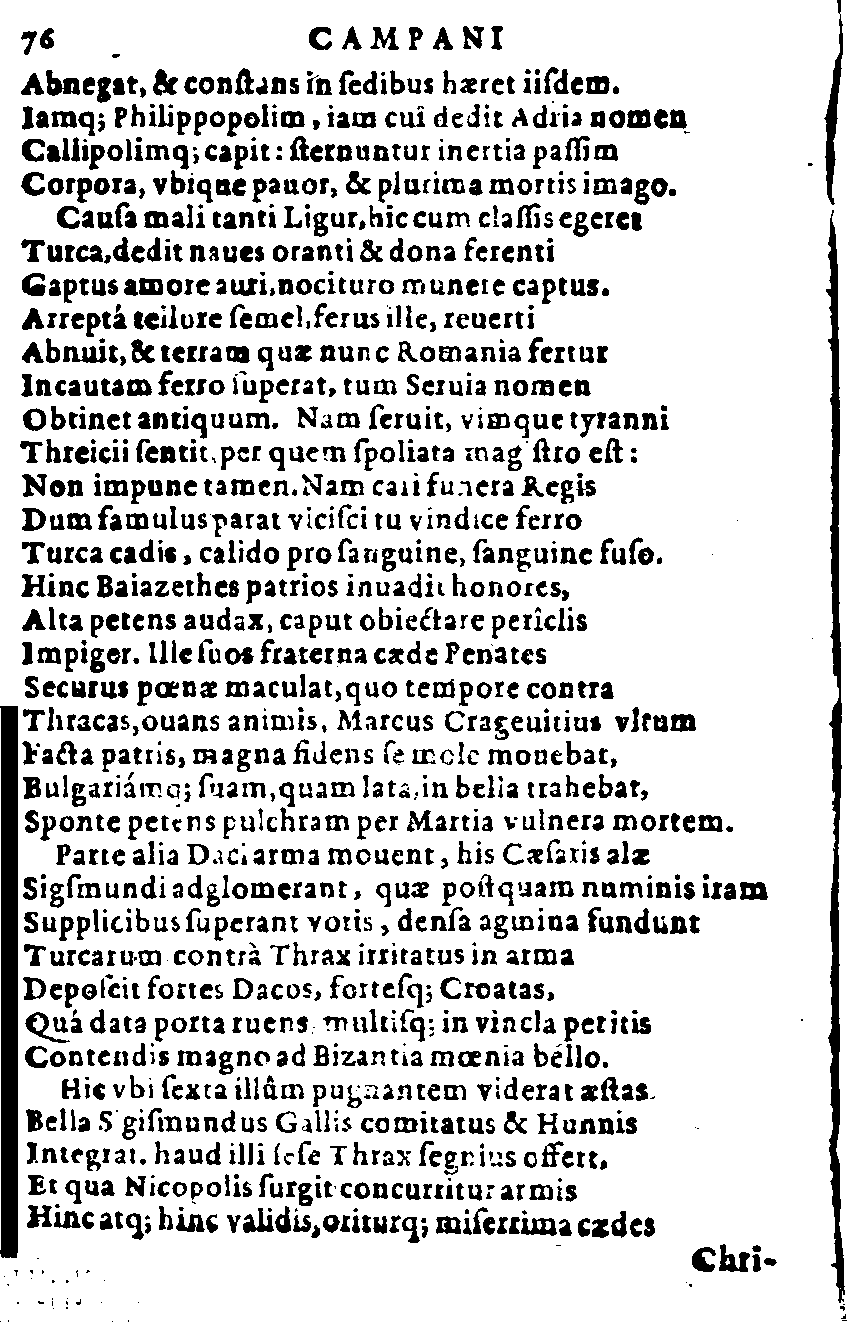 76 CAMPANI
Abnegat, & conſtans in ſedibus hæret iiſdem.
Iamq; Philippopolim, iam cui dedit Adria nomen
Callipolimq; capit: ſternuntur inertia paſſim
Corpora, vbique pauor, & plurima mortis imago.
Cauſa mali tanti Ligur, hic cum claſſis egeret
Turca, dedit naues oranti & dona ferenti
Captus amore auri, nocituro munere captus.
Arreptá tellure ſemel, ferus ille, reuerti
Abnuit, & terram quæ nunc Romania fertur
Incautam ferro ſuperat, tum Seruia nomen
Obtinet antiquum. Nam ſeruit, vimque tyranni
Threicii ſentit, per quem ſpoliata magiſtro eſt:
Non impune tamen. Nam cari funera Regis
Dum famulus parat vlciſci tu vindice ferro
Turca cadis, calido pro ſanguine, ſanguine fuſo.
Hinc Baiazethes patrios inuadit honores,
Alta petens audax, caput obiectare perîclis
Impiger. Ille ſuos fraterna cæde Penates
Securus pœnæ maculat, quo tempore contra
Thracas, ouans animis, Marcus Crageuitius vltum
Facta patris, magna fidens ſe mole mouebat,
Bulgariámq; ſuam, quam lata, in bella trahebat,
Sponte petens pulchram per Martia vulnera mortem.
Parte alia Daci arma mouent, his Cæſaris alæ
Sigſmundi adglomerant, quæ poſtquam numinis iram
Supplicibus ſuperant votis, denſa agmina fundunt
Turcarum contrà Thrax irritatus in arma
Depoſcit fortes Dacos, forteſq; Croatas,
Quá data porta ruens, multiſq; in vincla petitis
Contendis magno ad Bizantia mœnia béllo.
Hic vbi ſexta illûm pugnantem viderat æſtas.
Bella Sigiſmundus Gallis comitatus & Hunnis
Integrat. haud illi ſeſe Thrax ſegnius offert,
Et qua Nicopolis ſurgit concurritur armis
Hinc atq; hinc validis, oriturq; miſerrima cædes
Chri-